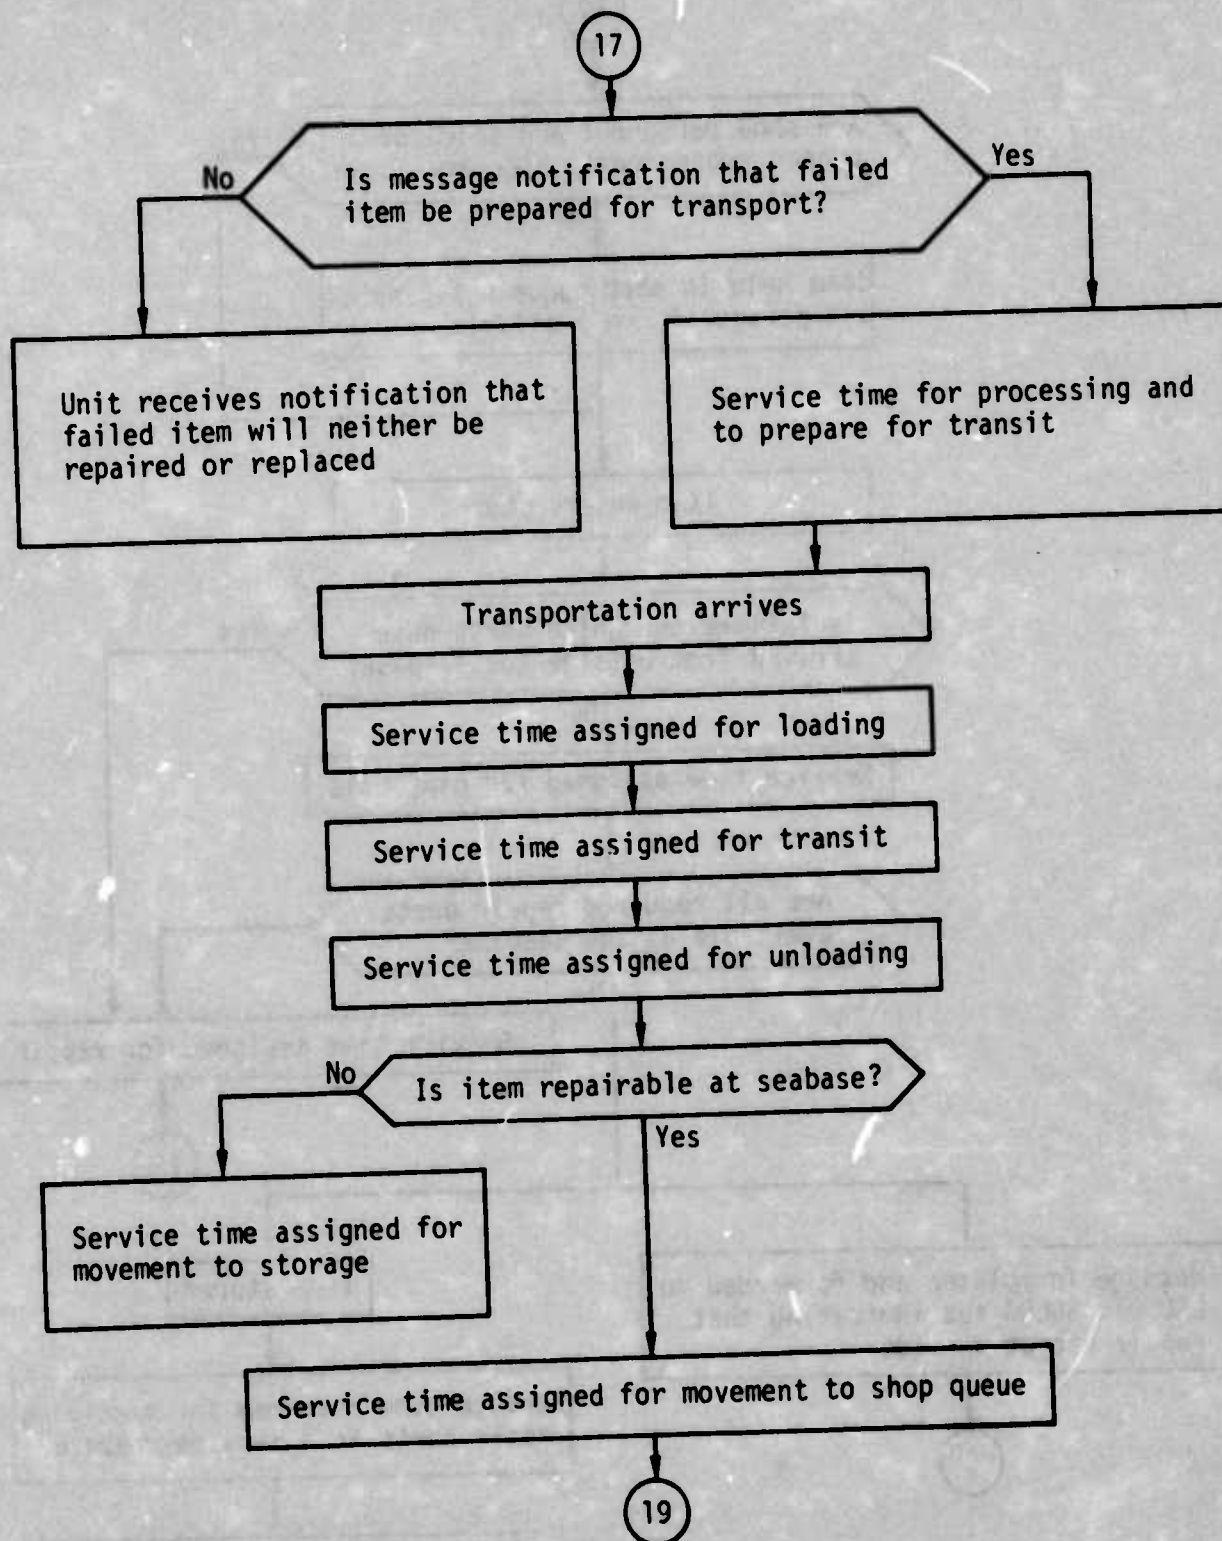 17
Is message notification that failed
item be prepared for transport?
No
Yes
Unit receives notification that
failed item will neither be
repaired or replaced
Service time for processing and
to prepare for transit
Transportation arrives
Service time assigned for loading
Service time assigned for transit
Service time assigned for unloading
Is item repairable at seabase?
No
Yes
Service time assigned for
movement to storage
Service time assigned for movement to shop queue
19